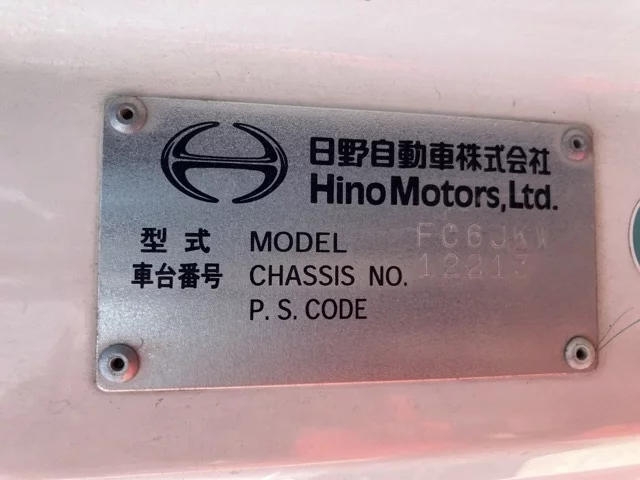 日野自動車株式会社
Hino Motors, Ltd.
型式 MODEL FC6JKW
車台番号 CHASSIS NO. 12213
P. S. CODE